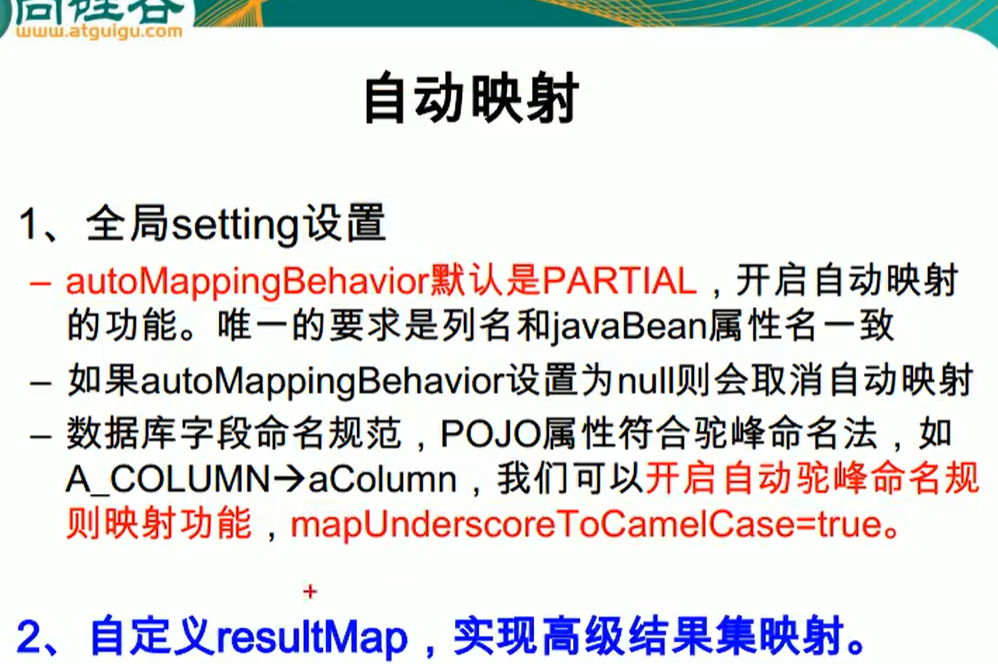 尚硅谷
www.atguigu.com
自动映射
1、全局setting设置
– autoMappingBehavior默认是PARTIAL，开启自动映射
的功能。唯一的要求是列名和javaBean属性名一致
– 如果autoMappingBehavior设置为null则会取消自动映射
– 数据库字段命名规范，POJO属性符合驼峰命名法，如
A_COLUMN→aColumn，我们可以开启自动驼峰命名规
则映射功能，mapUnderscoreToCamelCase=true。
2、自定义resultMap，实现高级结果集映射。